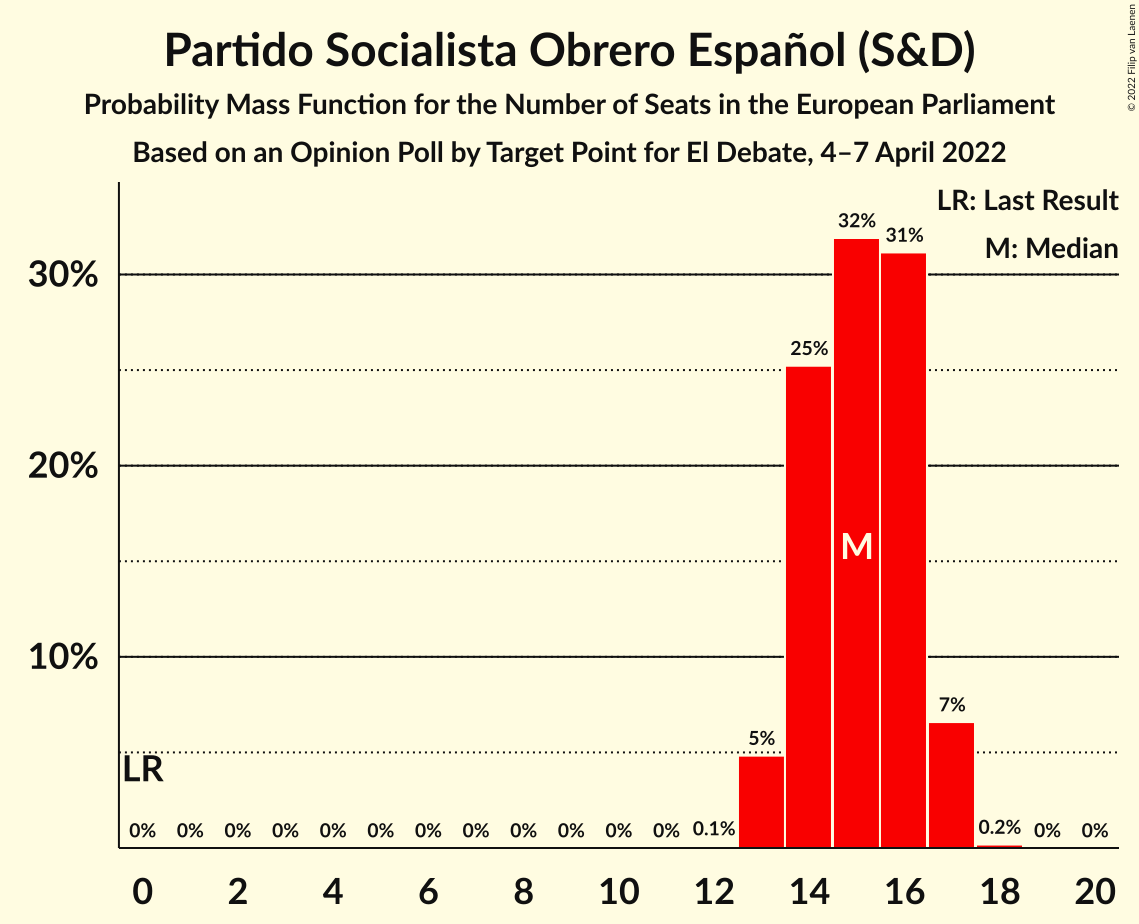 Partido Socialista Obrero Español (S&D)
Probability Mass Function for the Number of Seats in the European Parliament
Based on an Opinion Poll by Target Point for El Debate, 4–7 April 2022
© 2022 Filip van Laenen
LR: Last Result
M: Median
30%
20%
10%
32%
31%
25%
M
7%
5%
LR
0% 0% 0% 0% 0% 0% 0% 0% 0% 0% 0% 0% 0.1% 0.2% 0% 0%
0 2 4 6 8 10 12 14 16 18 20